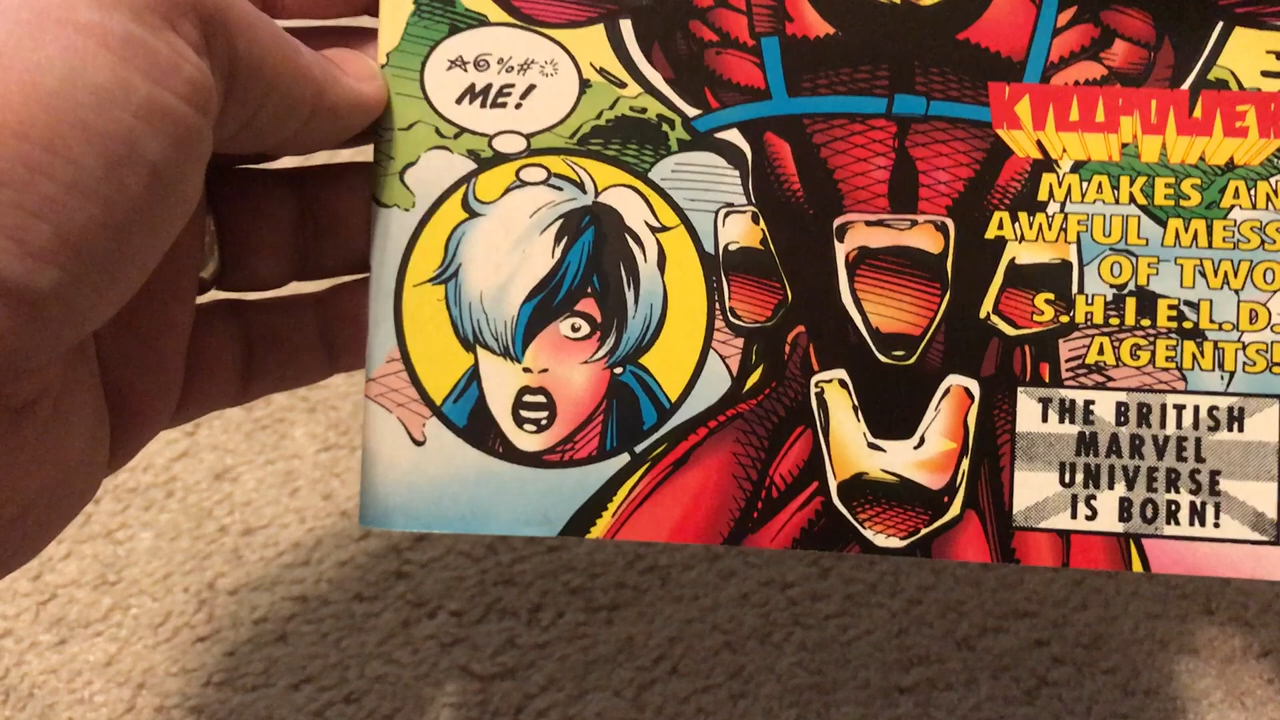 *@%#*
ME!
KILLPOWER
MAKES AN
AWFUL MESS
OF TWO
S.H.I.E.L.D.
AGENTS!
THE BRITISH
MARVEL
UNIVERSE
IS BORN!